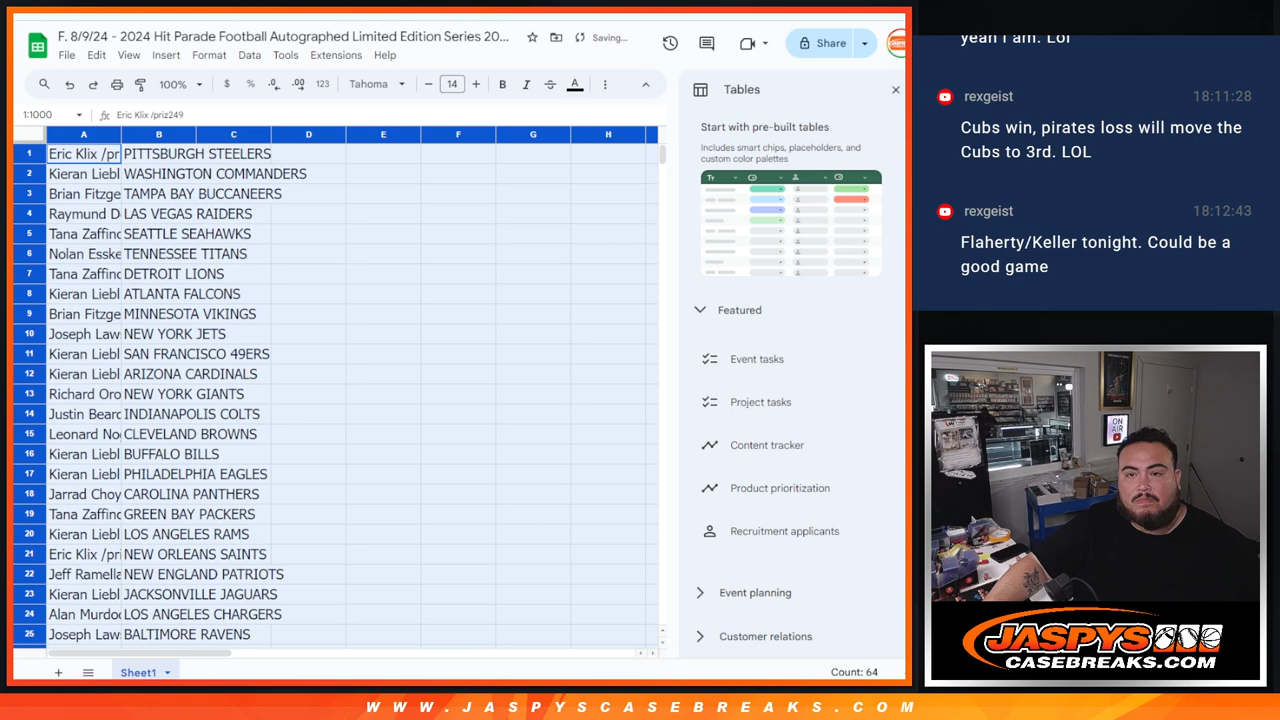 F. 8/9/24 - 2024 Hit Parade Football Autographed Limited Edition Series 20...
Saving...
File Edit View Insert Format Data Tools Extensions Help
Share
100%
$ % .0 .00 123
Tahoma
14
B I A
1:1000
fx Eric Klix /priz249
A B C D E F G H
1 Eric Klix /pr PITTSBURGH STEELERS
2 Kieran Liebl WASHINGTON COMMANDERS
3 Brian Fitzge TAMPA BAY BUCCANEERS
4 Raymund D LAS VEGAS RAIDERS
5 Tana Zaffino SEATTLE SEAHAWKS
6 Nolan Eeske TENNESSEE TITANS
7 Tana Zaffino DETROIT LIONS
8 Kieran Liebl ATLANTA FALCONS
9 Brian Fitzge MINNESOTA VIKINGS
10 Joseph Law NEW YORK JETS
11 Kieran Liebl SAN FRANCISCO 49ERS
12 Kieran Liebl ARIZONA CARDINALS
13 Richard Oro NEW YORK GIANTS
14 Justin Beard INDIANAPOLIS COLTS
15 Leonard No CLEVELAND BROWNS
16 Kieran Liebl BUFFALO BILLS
17 Kieran Liebl PHILADELPHIA EAGLES
18 Jarrad Choy CAROLINA PANTHERS
19 Tana Zaffino GREEN BAY PACKERS
20 Kieran Liebl LOS ANGELES RAMS
21 Eric Klix /pri NEW ORLEANS SAINTS
22 Jeff Ramella NEW ENGLAND PATRIOTS
23 Kieran Liebl JACKSONVILLE JAGUARS
24 Alan Murdo LOS ANGELES CHARGERS
25 Joseph Law BALTIMORE RAVENS
Sheet1
Count: 64
Tables
Start with pre-built tables
Includes smart chips, placeholders, and
custom color palettes
Featured
Event tasks
Project tasks
Content tracker
Product prioritization
Recruitment applicants
Event planning
Customer relations
yeah I am. Lol
rexgeist 18:11:28
Cubs win, pirates loss will move the
Cubs to 3rd. LOL
rexgeist 18:12:43
Flaherty/Keller tonight. Could be a
good game
ON
AIR
JASPYS
CASEBREAKS.COM
WWW.JASPYSCASEBREAKS.COM